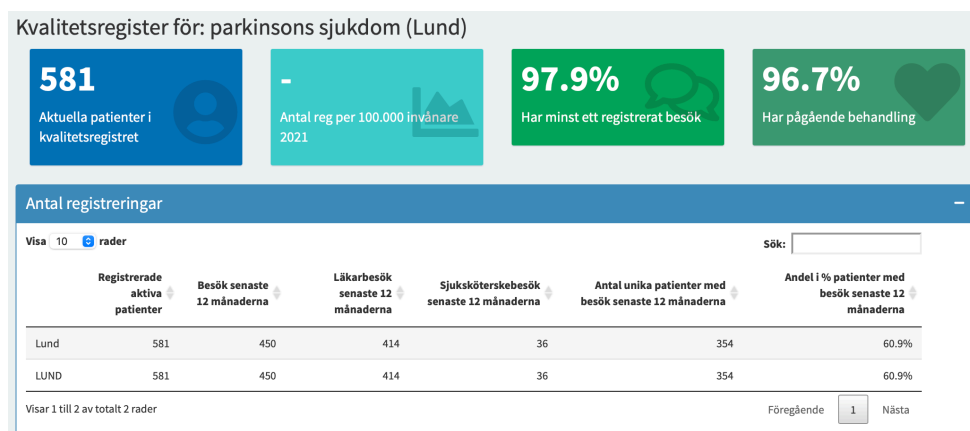 Kvalitetsregister för: parkinsons sjukdom (Lund)
581
Aktuella patienter i
kvalitetsregistret
-
Antal reg per 100.000 invånare
2021
97.9%
Har minst ett registrerat besök
96.7%
Har pågående behandling
Antal registreringar
Visa 10 rader
Sök:
Registrerade
aktiva
patienter
Besök senaste
12 månaderna
Läkarbesök
senaste 12
månaderna
Sjuksköterskebesök
senaste 12 månaderna
Antal unika patienter med
besök senaste 12 månaderna
Andel i % patienter med
besök senaste 12
månaderna
Lund 581 450 414 36 354 60.9%
LUND 581 450 414 36 354 60.9%
Visar 1 till 2 av totalt 2 rader
Föregående 1 Nästa